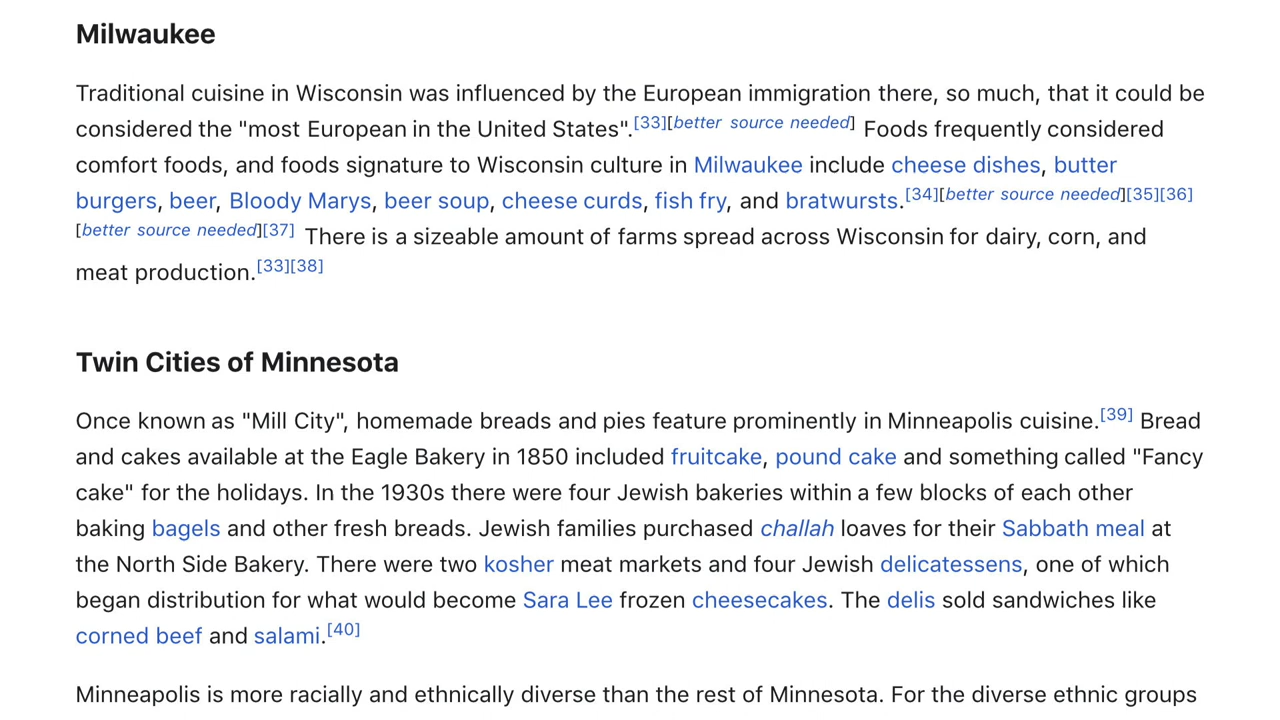 Milwaukee
Traditional cuisine in Wisconsin was influenced by the European immigration there, so much, that it could be
considered the "most European in the United States".[33][better source needed] Foods frequently considered
comfort foods, and foods signature to Wisconsin culture in Milwaukee include cheese dishes, butter
burgers, beer, Bloody Marys, beer soup, cheese curds, fish fry, and bratwursts.[34][better source needed][35][36]
[better source needed][37] There is a sizeable amount of farms spread across Wisconsin for dairy, corn, and
meat production.[33][38]
Twin Cities of Minnesota
Once known as "Mill City", homemade breads and pies feature prominently in Minneapolis cuisine.[39] Bread
and cakes available at the Eagle Bakery in 1850 included fruitcake, pound cake and something called "Fancy
cake" for the holidays. In the 1930s there were four Jewish bakeries within a few blocks of each other
baking bagels and other fresh breads. Jewish families purchased challah loaves for their Sabbath meal at
the North Side Bakery. There were two kosher meat markets and four Jewish delicatessens, one of which
began distribution for what would become Sara Lee frozen cheesecakes. The delis sold sandwiches like
corned beef and salami.[40]
Minneapolis is more racially and ethnically diverse than the rest of Minnesota. For the diverse ethnic groups